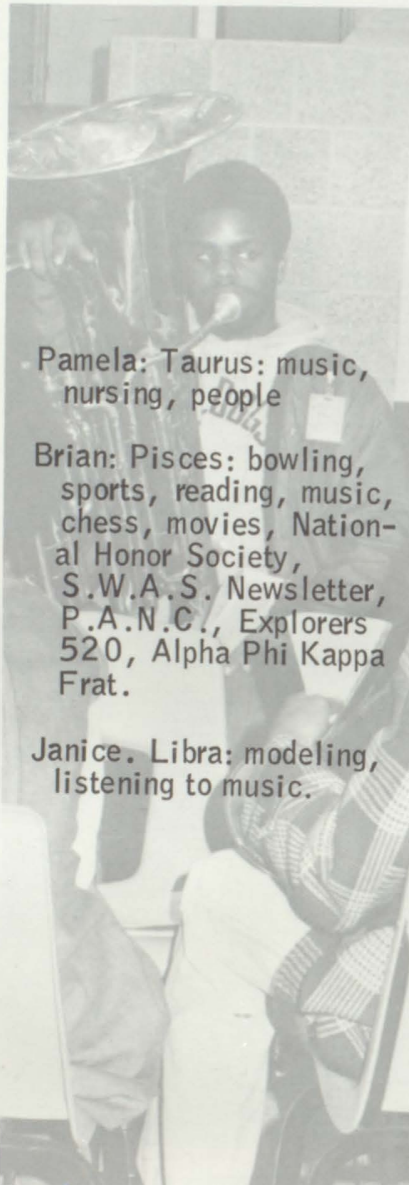 Pamela: Taurus: music,
nursing, people
Brian: Pisces: bowling,
sports, reading, music,
chess, movies, Nation-
al Honor Society,
S.W.A.S. Newsletter,
P.A.N.C., Explorers
520, Alpha Phi Kappa
Frat.
Janice. Libra: modeling,
listening to music.